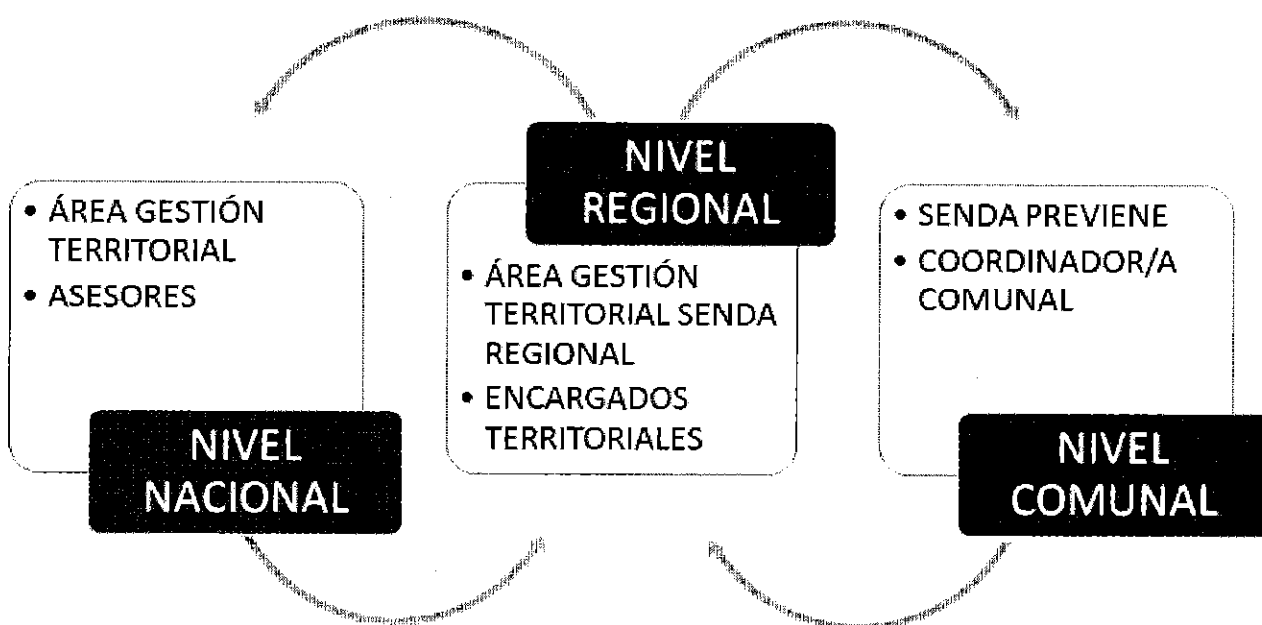 • ÁREA GESTIÓN
TERRITORIAL
• ASESORES
NIVEL
NACIONAL
NIVEL
REGIONAL
• ÁREA GESTIÓN
TERRITORIAL SENDA
REGIONAL
• ENCARGADOS
TERRITORIALES
• SENDA PREVIENE
• COORDINADOR/A
COMUNAL
NIVEL
COMUNAL